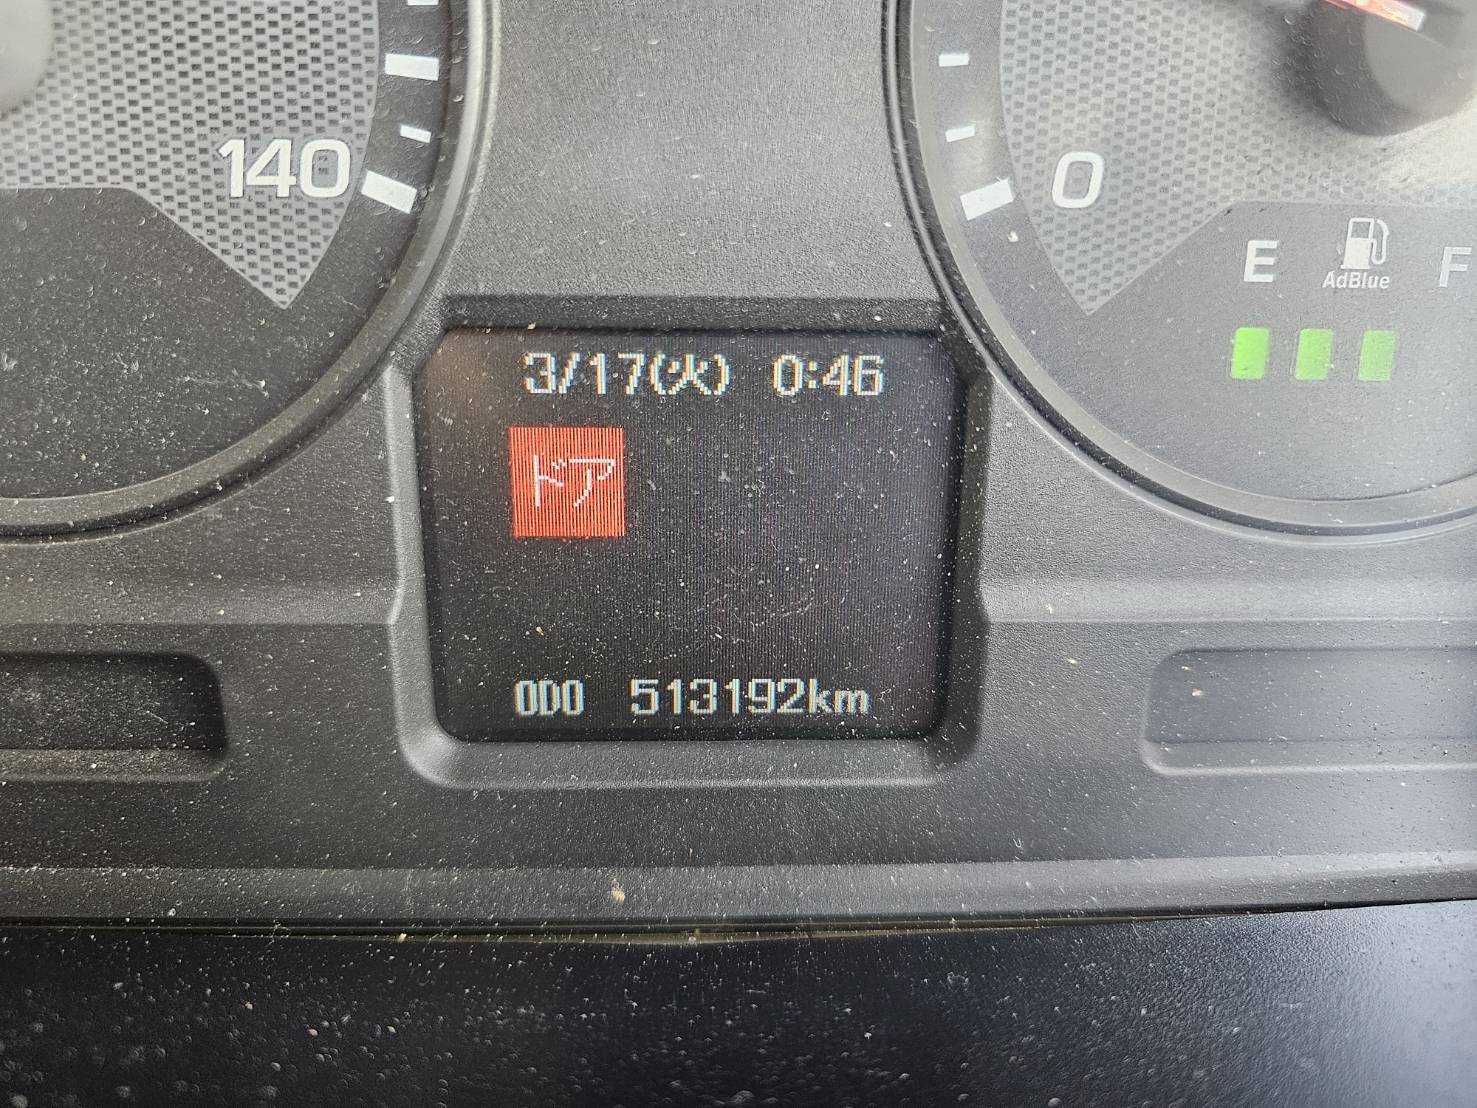 140
0
E AdBlue F
3/17(火) 0:46
ドア
ODO 513192km